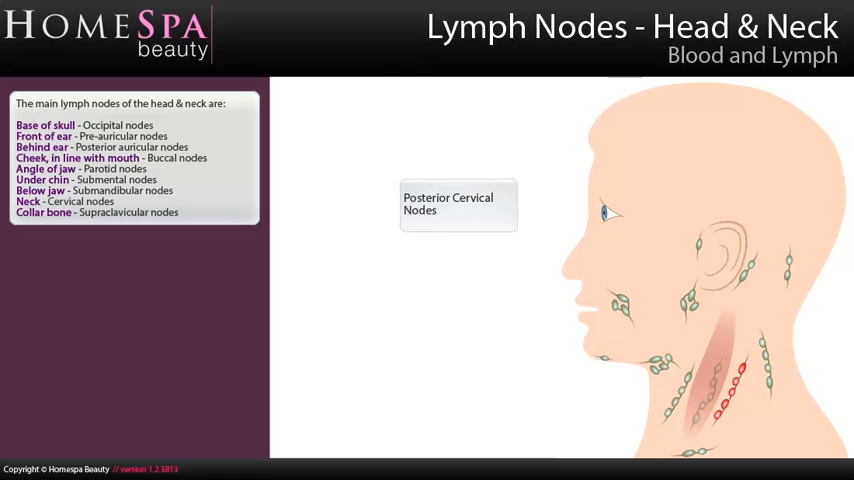 HOMESPA
beauty
Lymph Nodes - Head & Neck
Blood and Lymph
The main lymph nodes of the head & neck are:
Base of skull - Occipital nodes
Front of ear - Pre-auricular nodes
Behind ear - Posterior auricular nodes
Cheek, in line with mouth - Buccal nodes
Angle of jaw - Parotid nodes
Under chin - Submental nodes
Below jaw - Submandibular nodes
Neck - Cervical nodes
Collar bone - Supraclavicular nodes
Posterior Cervical
Nodes
Copyright © Homespa Beauty // version 1.2.3813